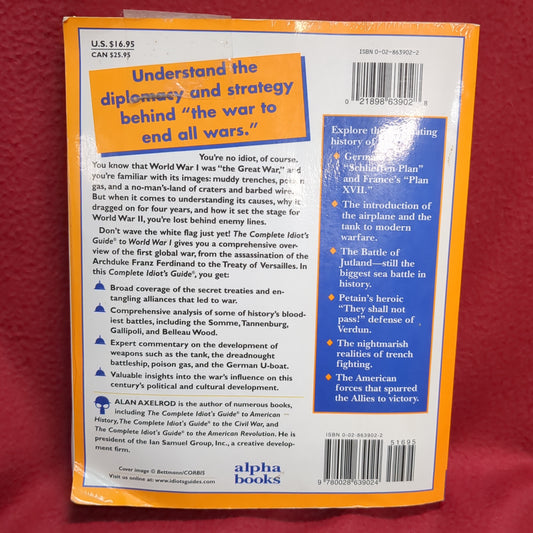 U.S. $16.95
CAN $25.95
Understand the
diplomacy and strategy
behind “the war to
end all wars.”
You’re no idiot, of course.
You know that World War I was “the Great War,” and
you’re familiar with its images: muddy trenches, poison
gas, and a no-man’s-land of craters and barbed wire.
But when it comes to understanding its causes, why it
dragged on for four years, and how it set the stage for
World War II, you’re lost behind enemy lines.
Don’t wave the white flag just yet! The Complete Idiot’s
Guide® to World War I gives you a comprehensive over-
view of the first global war, from the assassination of the
Archduke Franz Ferdinand to the Treaty of Versailles. In
this Complete Idiot’s Guide®, you get:
Broad coverage of the secret treaties and en-
tangling alliances that led to war.
Comprehensive analysis of some of history’s blood-
iest battles, including the Somme, Tannenburg,
Gallipoli, and Belleau Wood.
Expert commentary on the development of
weapons such as the tank, the dreadnought
battleship, poison gas, and the German U-boat.
Valuable insights into the war’s influence on this
century’s political and cultural development.
ALAN AXELROD is the author of numerous books,
including The Complete Idiot’s Guide® to American
History, The Complete Idiot’s Guide® to the Civil War, and
The Complete Idiot’s Guide® to the American Revolution. He is
president of the Ian Samuel Group, Inc., a creative develop-
ment firm.
Cover image © Bettmann/CORBIS
Visit us online at: www.idiotsguides.com
alpha
books
ISBN 0-02-863902-2
0 21898 63902 8
Explore the
history of
“Schlieffen Plan”
and France’s “Plan
XVII.”
The introduction of
the airplane and the
tank to modern
warfare.
The Battle of
Jutland—still the
biggest sea battle in
history.
Petain’s heroic
“They shall not
pass!” defense of
Verdun.
The nightmarish
realities of trench
fighting.
The American
forces that spurred
the Allies to victory.
ISBN 0-02-863902-2
51695
9 780028 639024